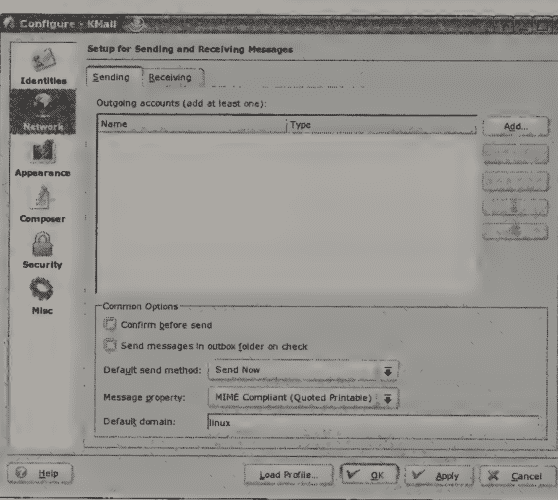 Configure - KMail
Setup for Sending and Receiving Messages
Identities
Network
Appearance
Composer
Security
Misc
Sending
Receiving
Outgoing accounts (add at least one):
Name
Type
Add...
Common Options
Confirm before send
Send messages in outbox folder on check
Default send method:
Send Now
Message property:
MIME Compliant (Quoted Printable)
Default domain:
linux
Help
Load Profile...
OK
Apply
Cancel